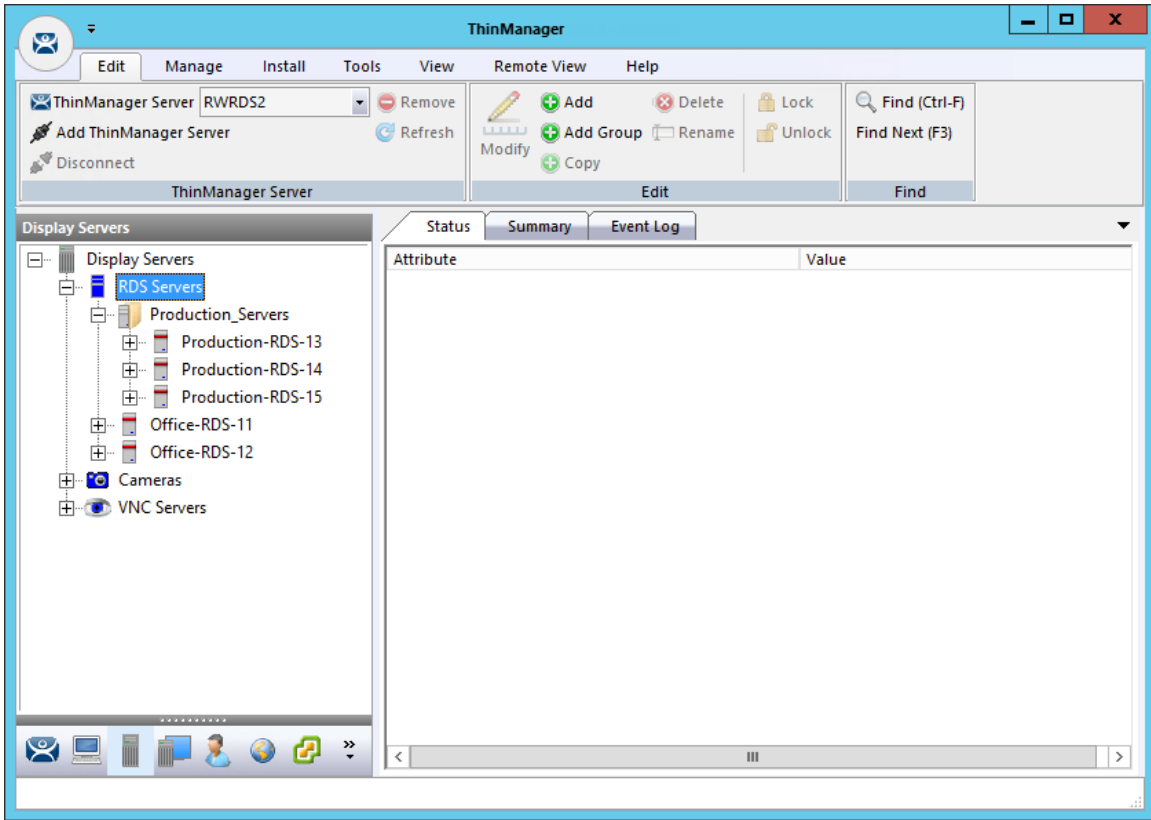 ThinManager
Edit Manage Install Tools View Remote View Help
ThinManager Server RWRDS2 Remove Add Delete Lock Find (Ctrl-F)
Add ThinManager Server Refresh Modify Add Group Rename Unlock Find Next (F3)
Disconnect Copy
ThinManager Server Edit Find
Display Servers Status Summary Event Log
Display Servers Attribute Value
RDS Servers
Production_Servers
Production-RDS-13
Production-RDS-14
Production-RDS-15
Office-RDS-11
Office-RDS-12
Cameras
VNC Servers